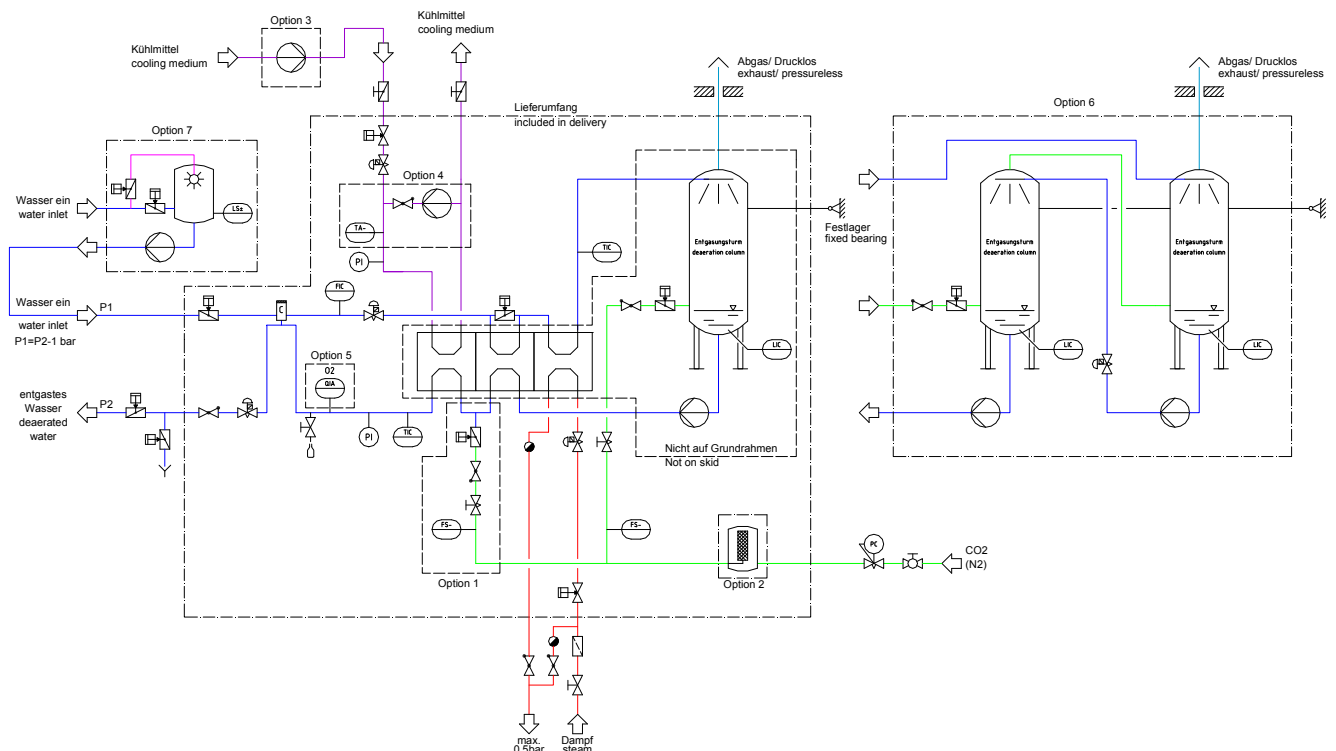 Option 3
Kühlmittel
cooling medium
Kühlmittel
cooling medium
Abgas/ Drucklos
exhaust/ pressureless
Abgas/ Drucklos
exhaust/ pressureless
Lieferumfang
included in delivery
Option 6
Option 7
Option 4
Wasser ein
water inlet
LS±
TA-
PI
TIC
Entgasungsturm
deaeration column
Festlager
fixed bearing
Entgasungsturm
deaeration column
Entgasungsturm
deaeration column
Wasser ein
water inlet
P1
P1=P2-1 bar
C
FIC
LIC
LIC
LIC
Option 5
O2
QIA
entgastes
Wasser
deaerated
water
P2
PI
TIC
Nicht auf Grundrahmen
Not on skid
FS-
FS-
Option 1
Option 2
PC
CO2
(N2)
max.
0,5bar
Dampf
steam